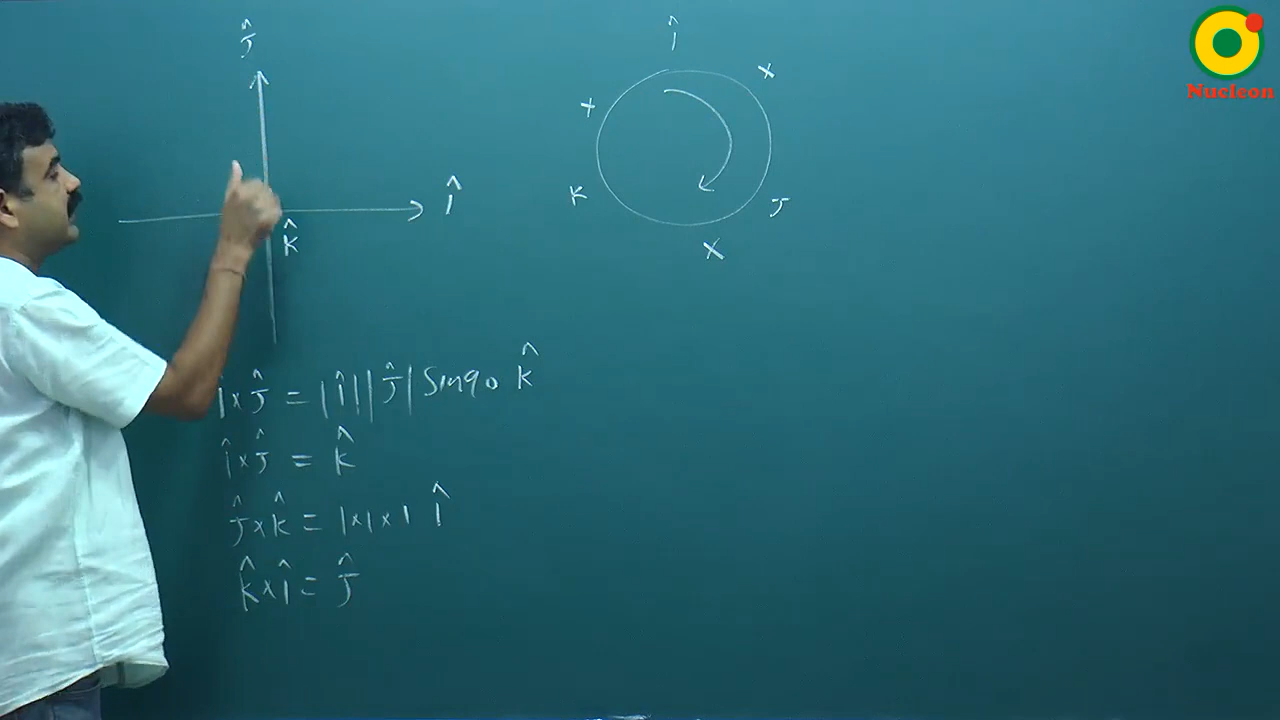 ĵ
î
k̂
î
×
×
J
×
K
Nucleon
î × ĵ = |î||ĵ| Sin90 k̂
î × ĵ = k̂
ĵ × k̂ = 1×1×1 î
k̂ × î = ĵ